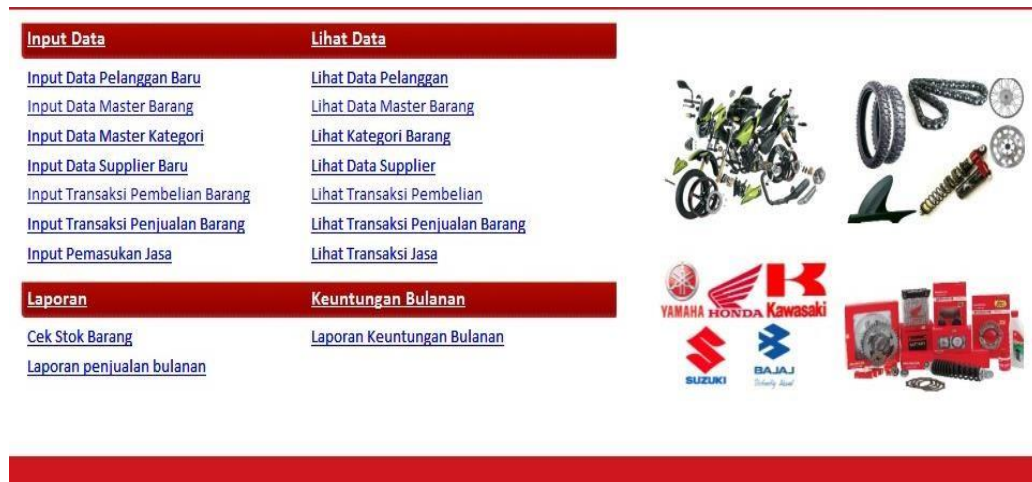 Input Data
Lihat Data
Input Data Pelanggan Baru
Lihat Data Pelanggan
Input Data Master Barang
Lihat Data Master Barang
Input Data Master Kategori
Lihat Kategori Barang
Input Data Supplier Baru
Lihat Data Supplier
Input Transaksi Pembelian Barang
Lihat Transaksi Pembelian
Input Transaksi Penjualan Barang
Lihat Transaksi Penjualan Barang
Input Pemasukan Jasa
Lihat Transaksi Jasa
Laporan
Keuntungan Bulanan
Cek Stok Barang
Laporan Keuntungan Bulanan
Laporan penjualan bulanan
YAMAHA
HONDA
Kawasaki
SUZUKI
BAJAJ